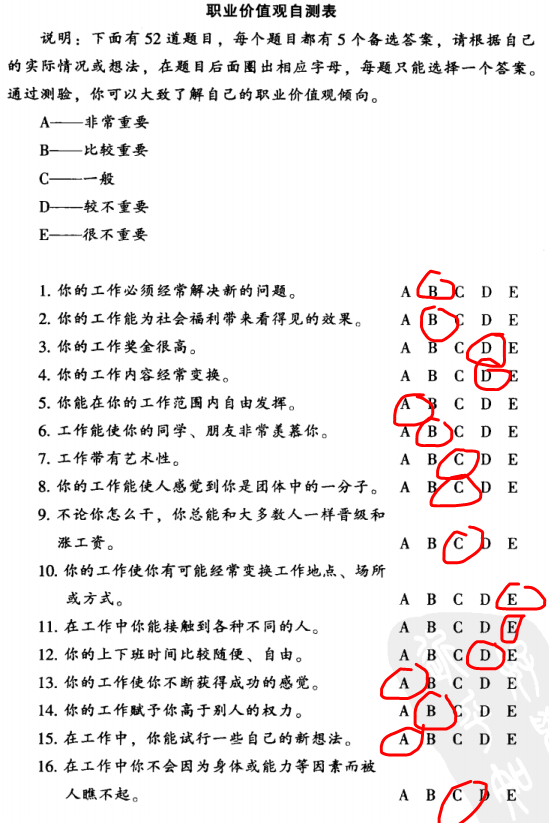 职业价值观自测表
说明：下面有52道题目，每个题目都有5个备选答案，请根据自己
的实际情况或想法，在题目后面圈出相应字母，每题只能选择一个答案。
通过测验，你可以大致了解自己的职业价值观倾向。
A——非常重要
B——比较重要
C——一般
D——较不重要
E——很不重要
1. 你的工作必须经常解决新的问题。 A B C D E
2. 你的工作能为社会福利带来看得见的效果。 A B C D E
3. 你的工作奖金很高。 A B C D E
4. 你的工作内容经常变换。 A B C D E
5. 你能在你的工作范围内自由发挥。 A B C D E
6. 工作能使你的同学、朋友非常羡慕你。 A B C D E
7. 工作带有艺术性。 A B C D E
8. 你的工作能使人感觉到你是团体中的一分子。 A B C D E
9. 不论你怎么干，你总能和大多数人一样晋级和
涨工资。 A B C D E
10. 你的工作使你有可能经常变换工作地点、场所
或方式。 A B C D E
11. 在工作中你能接触到各种不同的人。 A B C D E
12. 你的上下班时间比较随便、自由。 A B C D E
13. 你的工作使你不断获得成功的感觉。 A B C D E
14. 你的工作赋予你高于别人的权力。 A B C D E
15. 在工作中，你能试行一些自己的新想法。 A B C D E
16. 在工作中你不会因为身体或能力等因素而被
人瞧不起。 A B C D E